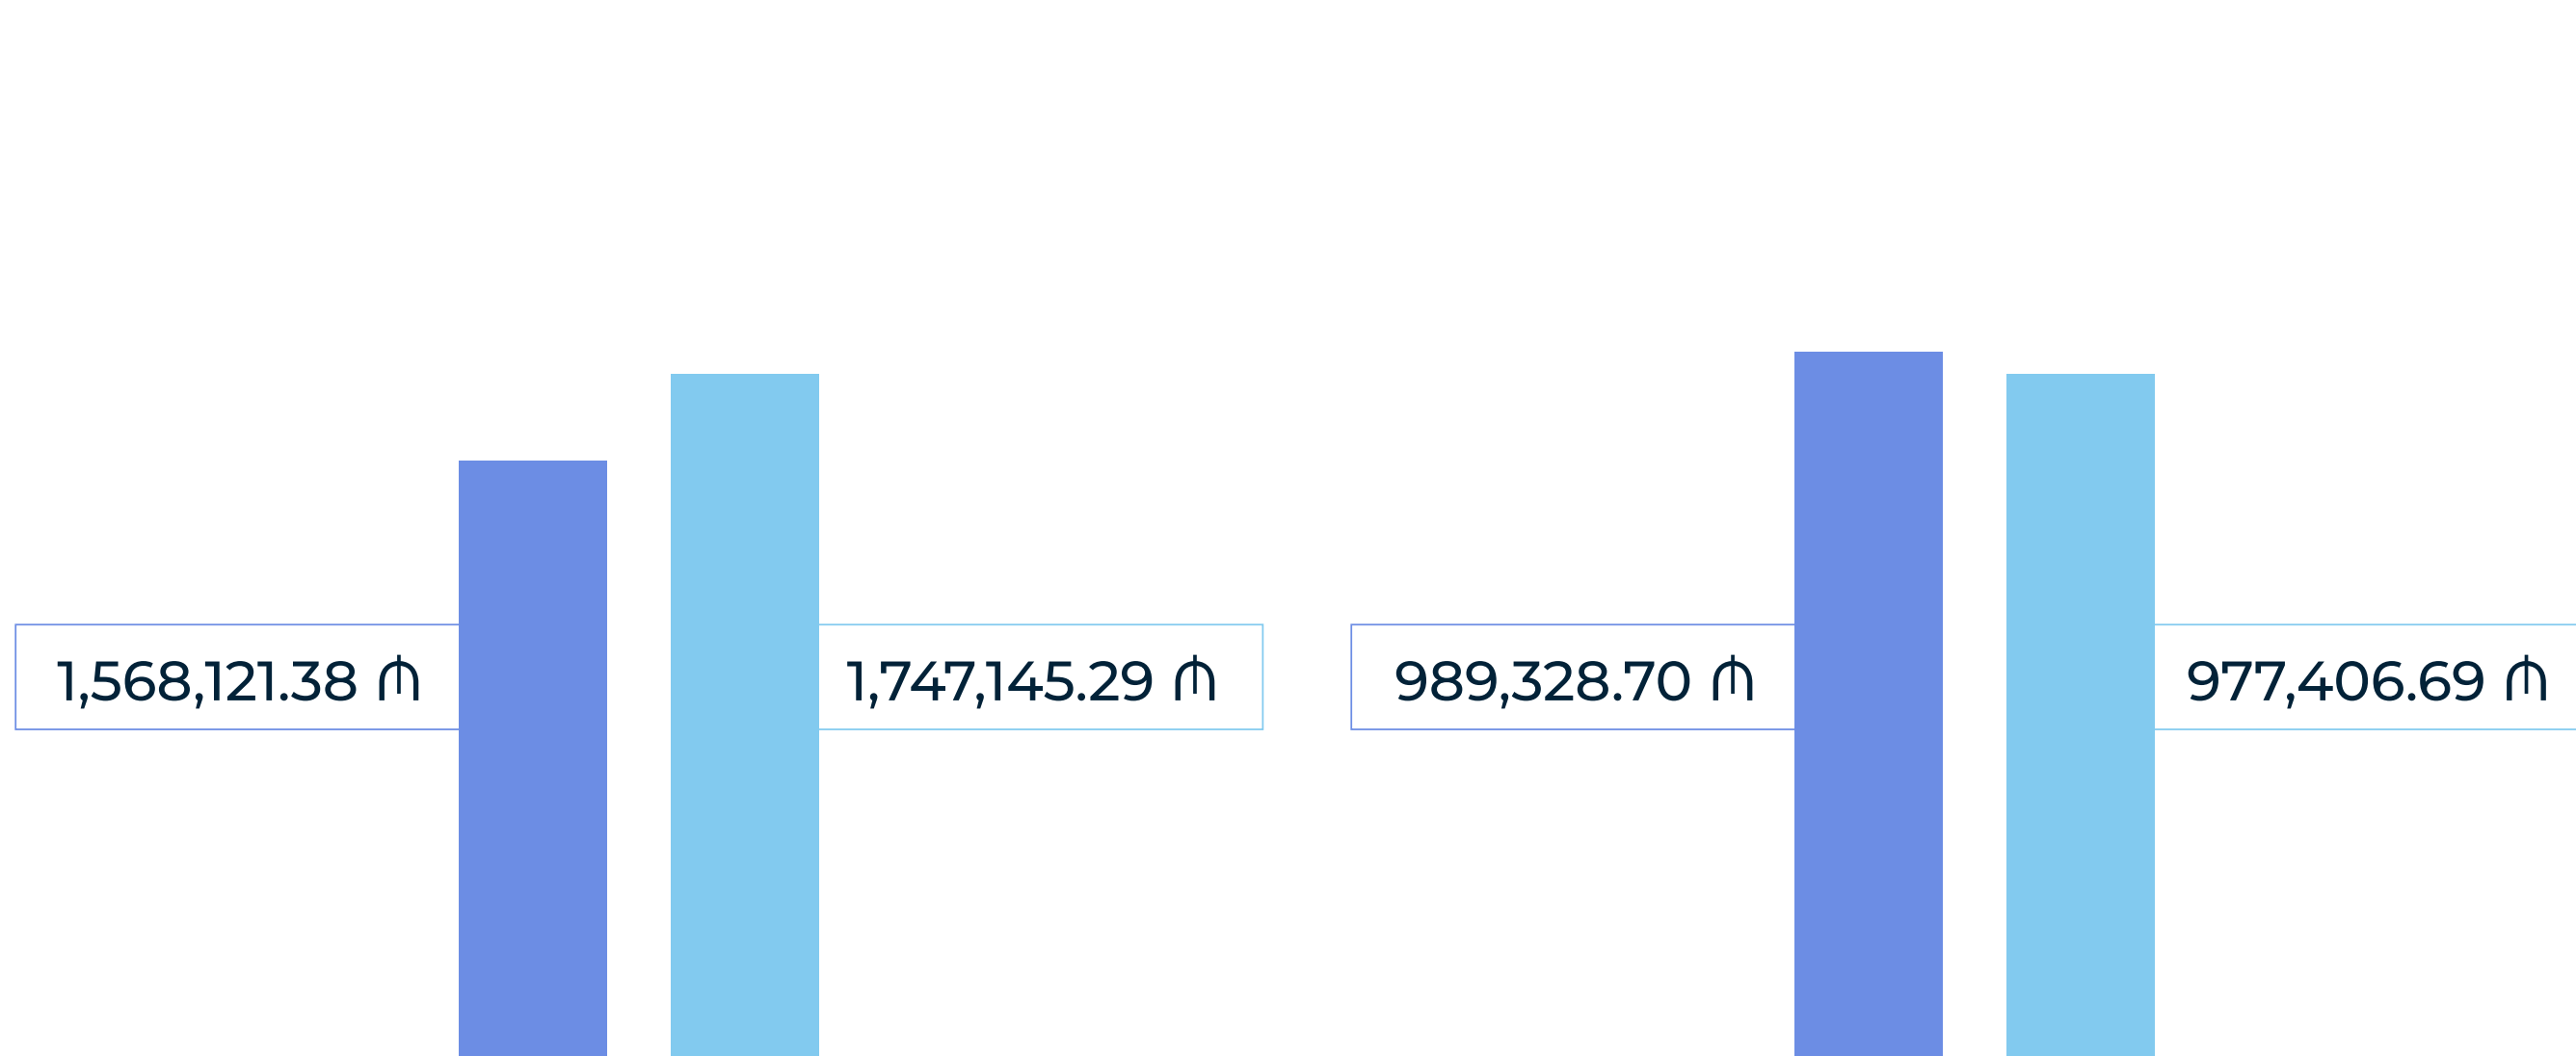 1,568,121.38 ₼
1,747,145.29 ₼
989,328.70 ₼
977,406.69 ₼